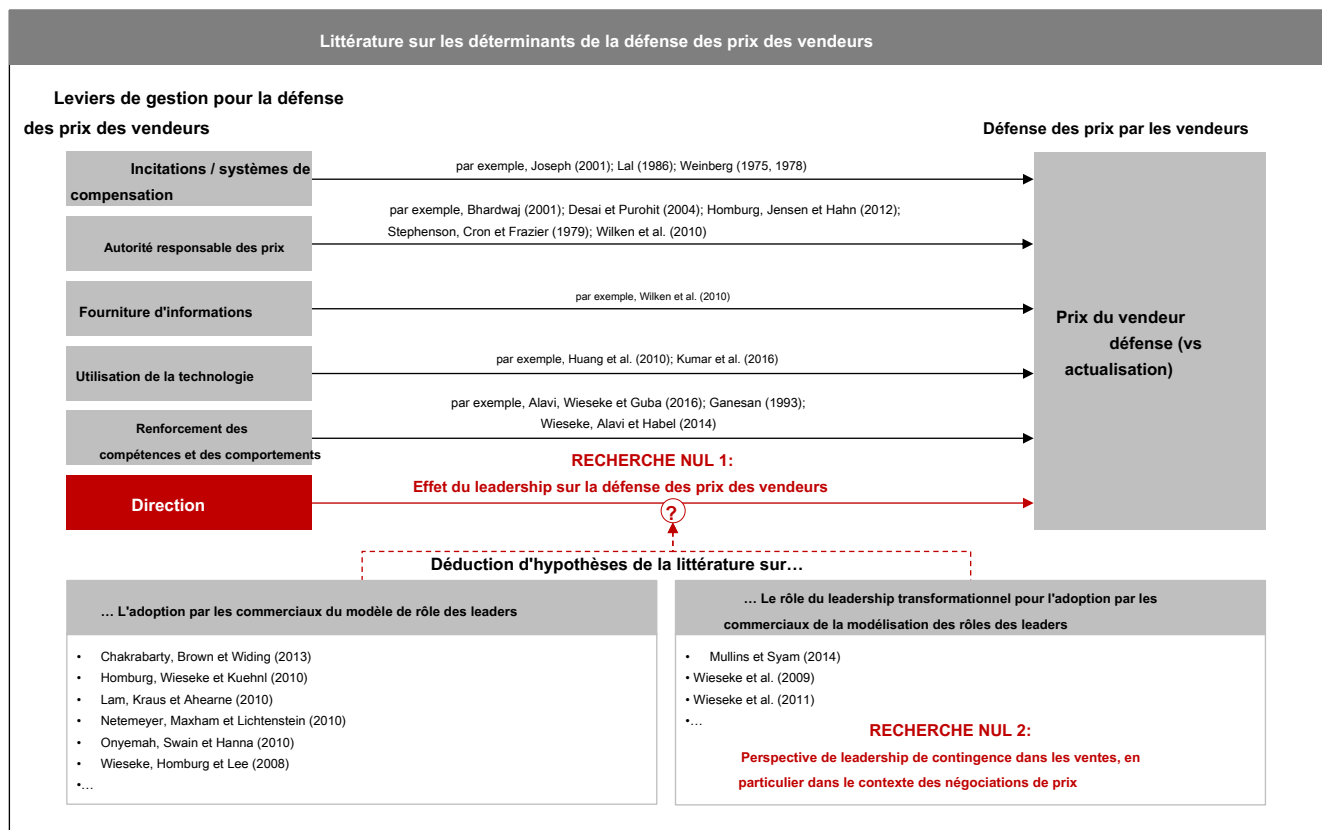 Littérature sur les déterminants de la défense des prix des vendeurs
Leviers de gestion pour la défense
des prix des vendeurs
Défense des prix par les vendeurs
Incitations / systèmes de
compensation
par exemple, Joseph (2001); Lal (1986); Weinberg (1975, 1978)
par exemple, Bhardwaj (2001); Desai et Purohit (2004); Homburg, Jensen et Hahn (2012);
Stephenson, Cron et Frazier (1979); Wilken et al. (2010)
Autorité responsable des prix
par exemple, Wilken et al. (2010)
Fourniture d'informations
Prix du vendeur
défense (vs
actualisation)
par exemple, Huang et al. (2010); Kumar et al. (2016)
Utilisation de la technologie
par exemple, Alavi, Wieseke et Guba (2016); Ganesan (1993);
Wieseke, Alavi et Habel (2014)
Renforcement des
compétences et des comportements
RECHERCHE NUL 1:
Effet du leadership sur la défense des prix des vendeurs
Direction
?
Déduction d'hypothèses de la littérature sur…
… L'adoption par les commerciaux du modèle de rôle des leaders
• Chakrabarty, Brown et Widing (2013)
• Homburg, Wieseke et Kuehnl (2010)
• Lam, Kraus et Ahearne (2010)
• Netemeyer, Maxham et Lichtenstein (2010)
• Onyemah, Swain et Hanna (2010)
• Wieseke, Homburg et Lee (2008)
•…
… Le rôle du leadership transformationnel pour l'adoption par les
commerciaux de la modélisation des rôles des leaders
• Mullins et Syam (2014)
• Wieseke et al. (2009)
• Wieseke et al. (2011)
•…
RECHERCHE NUL 2:
Perspective de leadership de contingence dans les ventes, en
particulier dans le contexte des négociations de prix